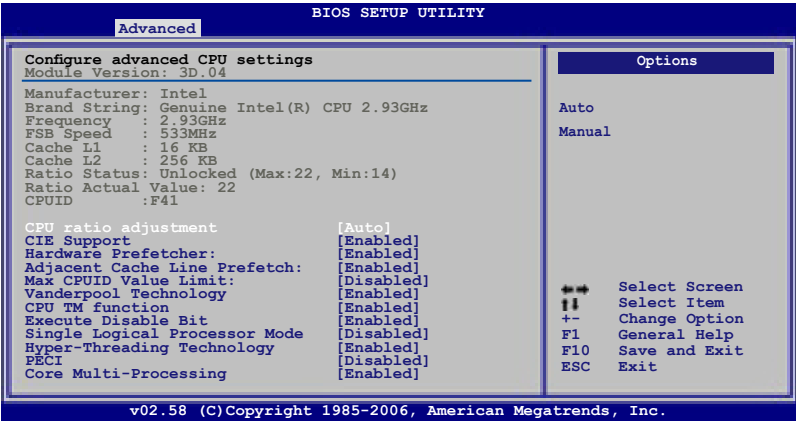 BIOS SETUP UTILITY
Advanced
Configure advanced CPU settings
Module Version: 3D.04
Manufacturer: Intel
Brand String: Genuine Intel(R) CPU 2.93GHz
Frequency : 2.93GHz
FSB Speed : 533MHz
Cache L1 : 16 KB
Cache L2 : 256 KB
Ratio Status: Unlocked (Max:22, Min:14)
Ratio Actual Value: 22
CPUID :F41
CPU ratio adjustment [Auto]
CIE Support [Enabled]
Hardware Prefetcher: [Enabled]
Adjacent Cache Line Prefetch: [Enabled]
Max CPUID Value Limit: [Disabled]
Vanderpool Technology [Enabled]
CPU TM function [Enabled]
Execute Disable Bit [Enabled]
Single Logical Processor Mode [Disabled]
Hyper-Threading Technology [Enabled]
PECI [Disabled]
Core Multi-Processing [Enabled]
Options
Auto
Manual
Select Screen
Select Item
+- Change Option
F1 General Help
F10 Save and Exit
ESC Exit
v02.58 (C)Copyright 1985-2006, American Megatrends, Inc.